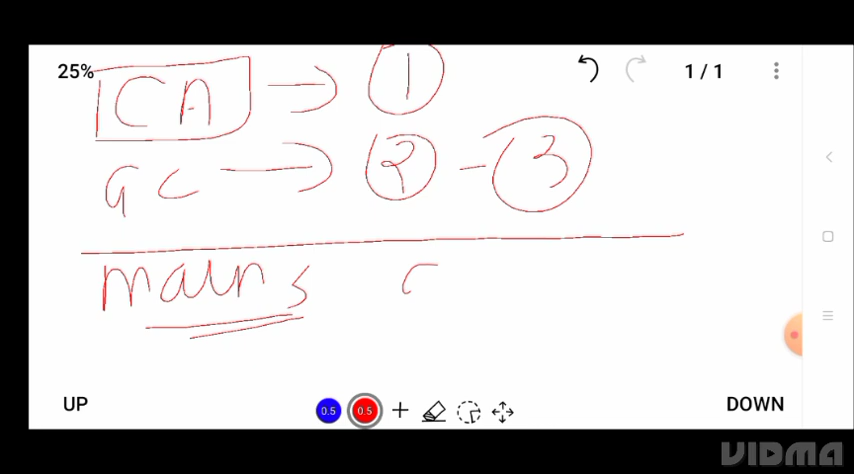 25% CA → 1 1 / 1
GC → 2 - 3
mains
UP 0.5 0.5 DOWN
VIDMA